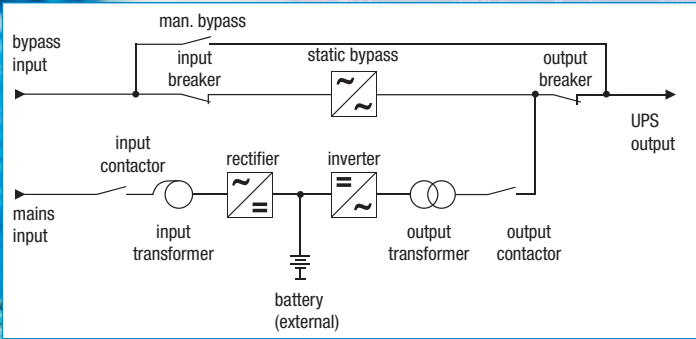 man. bypass
bypass
input
input
breaker
static bypass
output
breaker
UPS
output
input
contactor
rectifier
inverter
mains
input
input
transformer
output
transformer
output
contactor
battery
(external)